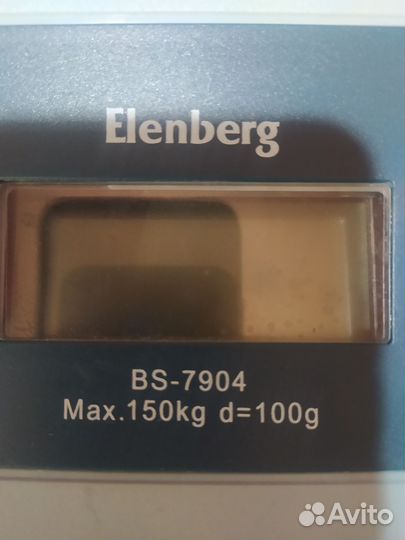 Elenberg
BS-7904
Max.150kg d=100g
Avito